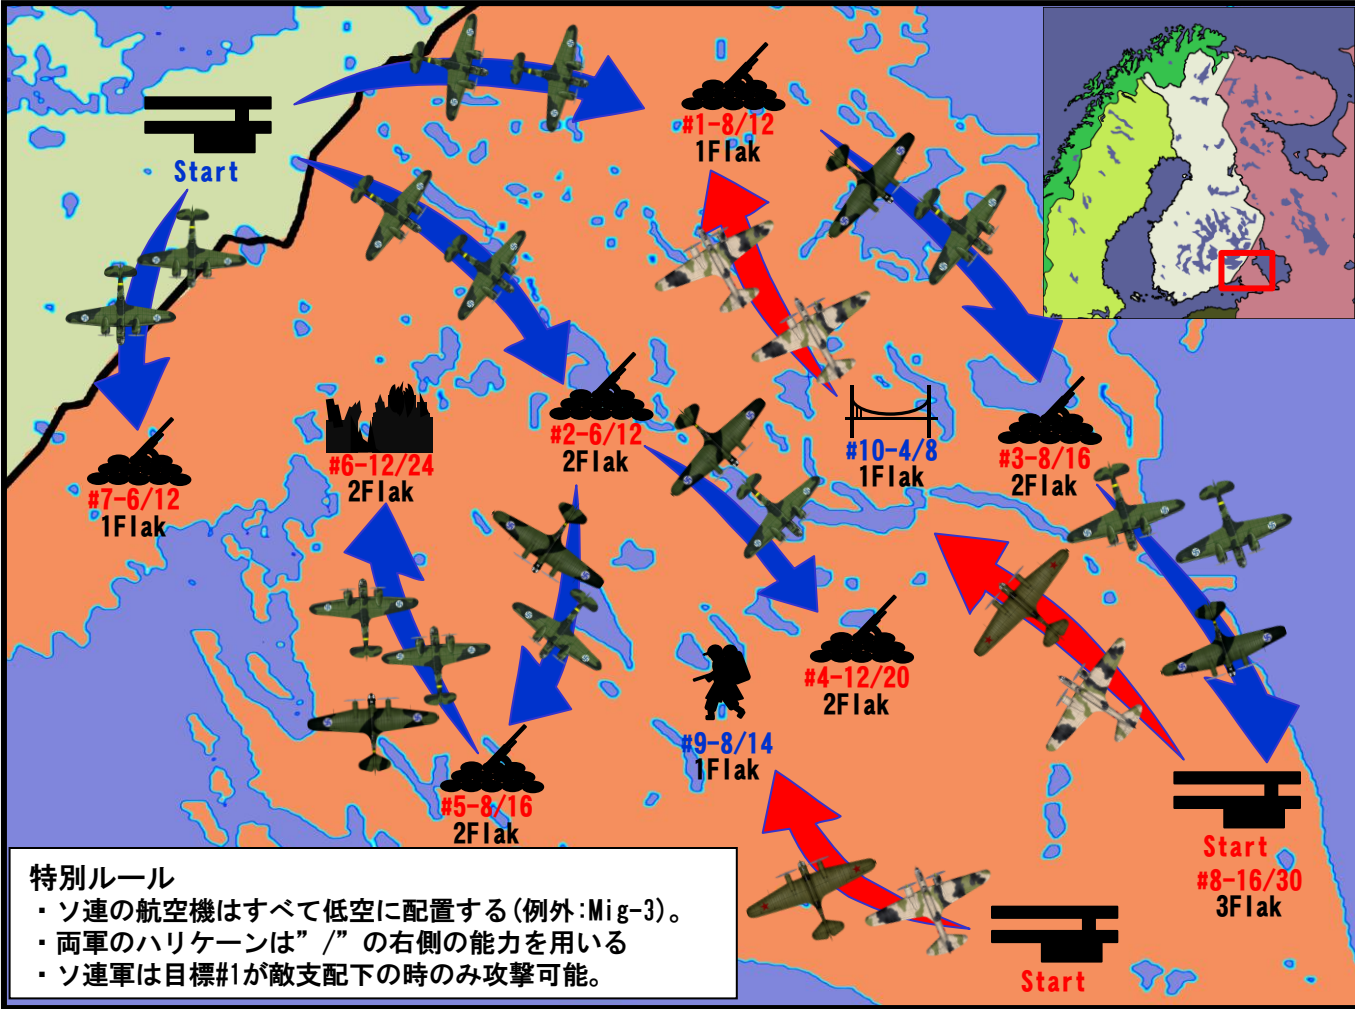 Start
#1-8/12
1Flak
#2-6/12
2Flak
#10-4/8
1Flak
#3-8/16
2Flak
#6-12/24
2Flak
#7-6/12
1Flak
#4-12/20
2Flak
#9-8/14
1Flak
#5-8/16
2Flak
Start
#8-16/30
3Flak
Start
特別ルール
・ソ連の航空機はすべて低空に配置する(例外:Mig-3)。
・両軍のハリケーンは”/”の右側の能力を用いる
・ソ連軍は目標#1が敵支配下の時のみ攻撃可能。